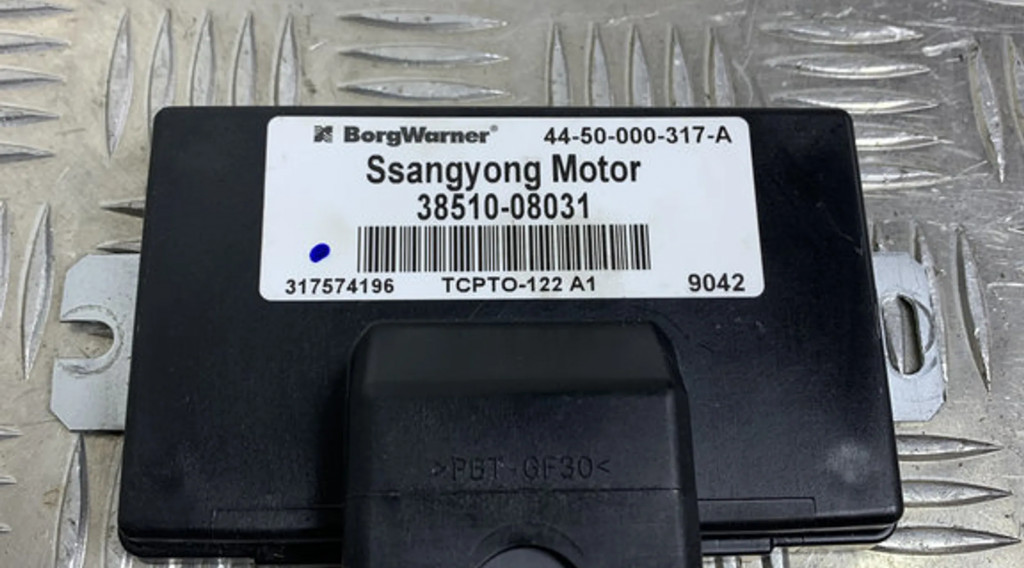 BorgWarner® 44-50-000-317-A
Ssangyong Motor
38510-08031
317574196 TCPTO-122 A1 9042
>PBT-GF30<